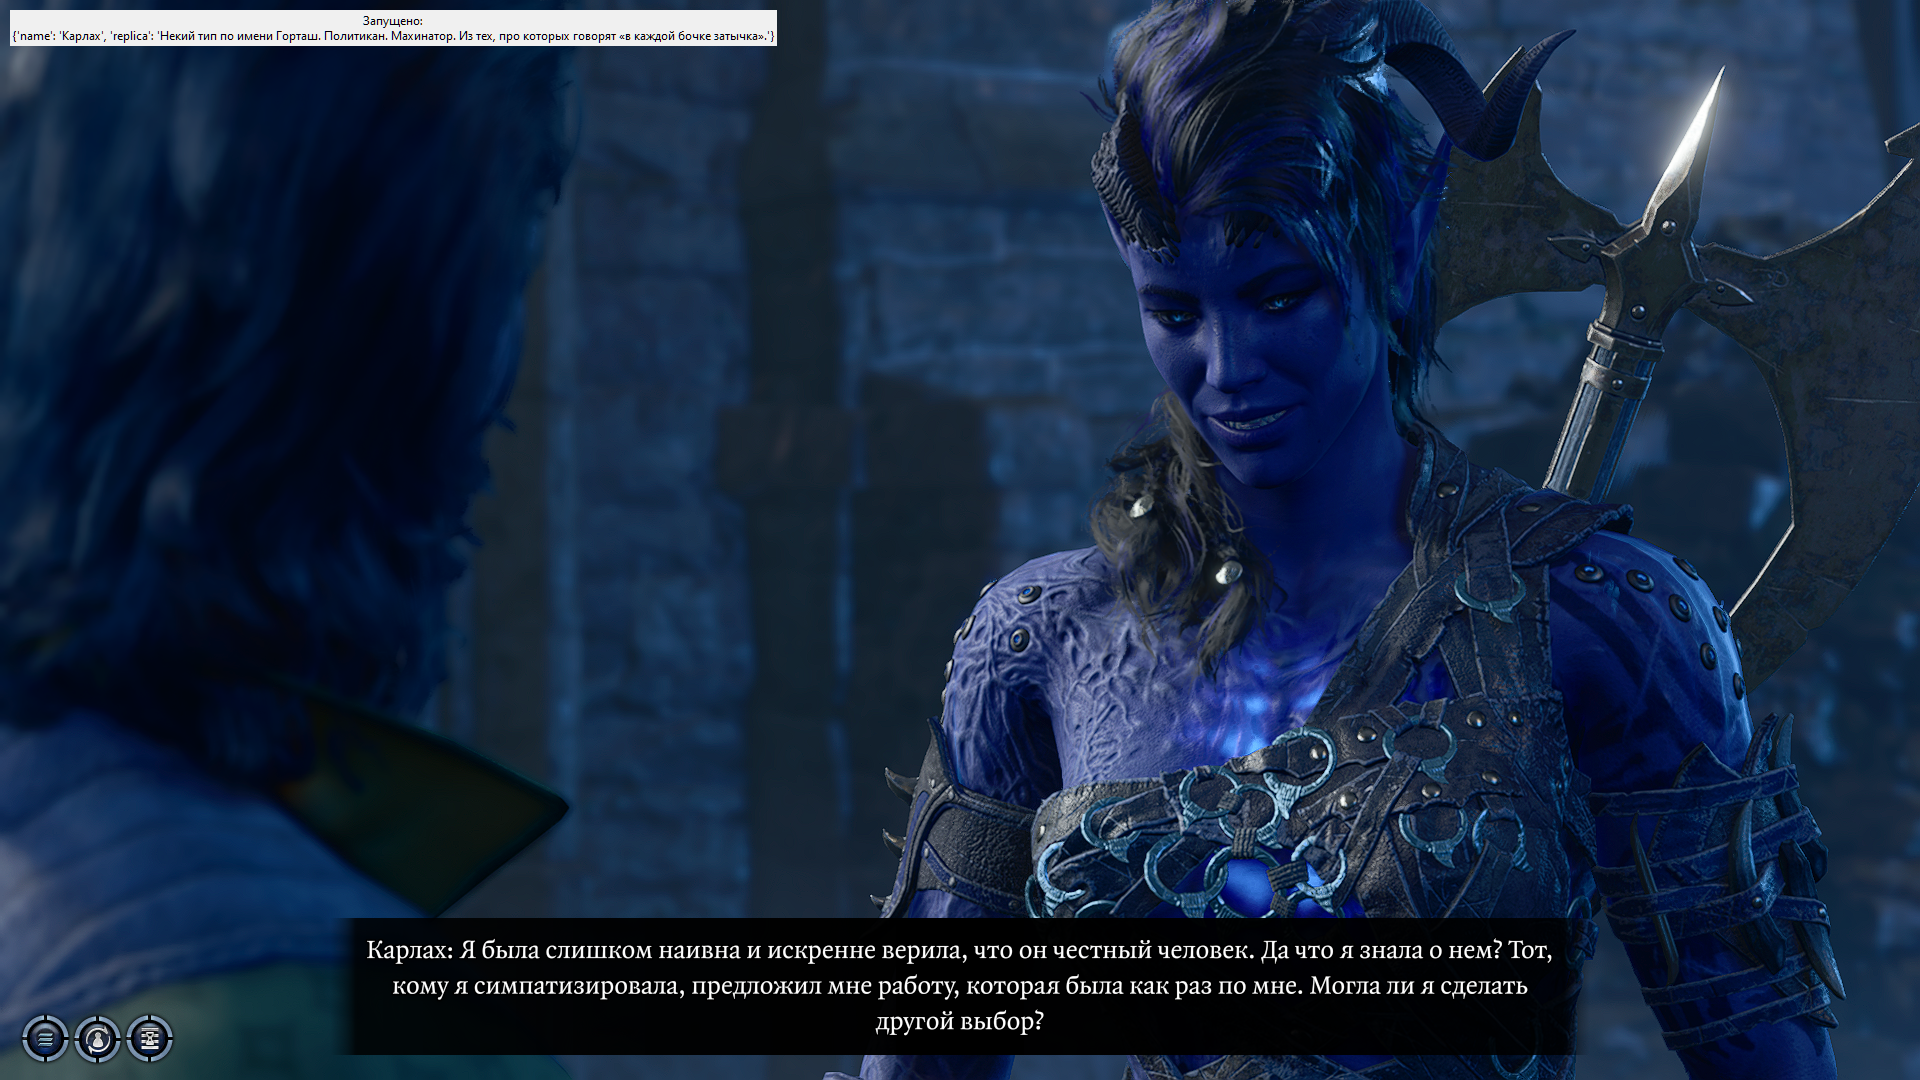 Запущено:
{'name': 'Карлах', 'replica': 'Некий тип по имени Горташ. Политикан. Махинатор. Из тех, про которых говорят «в каждой бочке затычка».'}
Карлах: Я была слишком наивна и искренне верила, что он честный человек. Да что я знала о нем? Тот,
кому я симпатизировала, предложил мне работу, которая была как раз по мне. Могла ли я сделать
другой выбор?